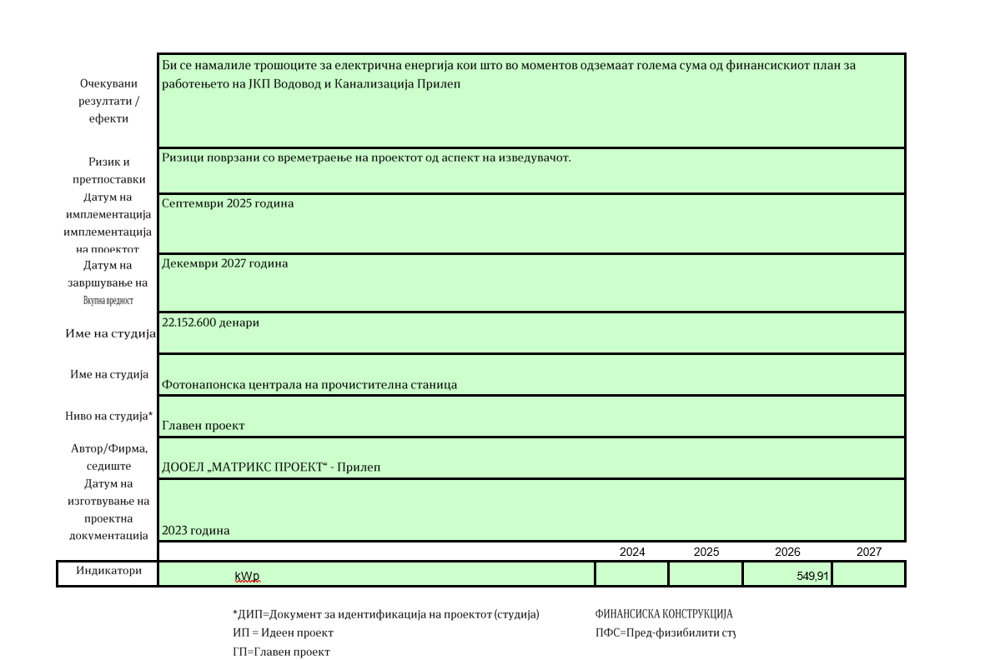 Очекувани
резултати /
ефекти
Би се намалиле трошоците за електрична енергија кои што во моментов одземаат голема сума од финансискиот план за
работењето на ЈКП Водовод и Канализација Прилеп
Ризик и
претпоставки
Ризици поврзани со времетраење на проектот од аспект на изведувачот.
Датум на
имплементација
имплементација
на проектот
Септември 2025 година
Датум на
завршување на
Вкупна вредност
Декември 2027 година
Име на студија
22.152.600 денари
Име на студија
Фотонапонска централа на прочистителна станица
Ниво на студија*
Главен проект
Автор/Фирма,
седиште
ДООЕЛ „МАТРИКС ПРОЕКТ“ - Прилеп
Датум на
изготвување на
проектна
документација
2023 година
2024 2025 2026 2027
Индикатори kWp 549,91
*ДИП=Документ за идентификација на проектот (студија) ФИНАНСИСКА КОНСТРУКЦИЈА
ИП = Идеен проект ПФС=Пред-физибилити
ГП=Главен проект